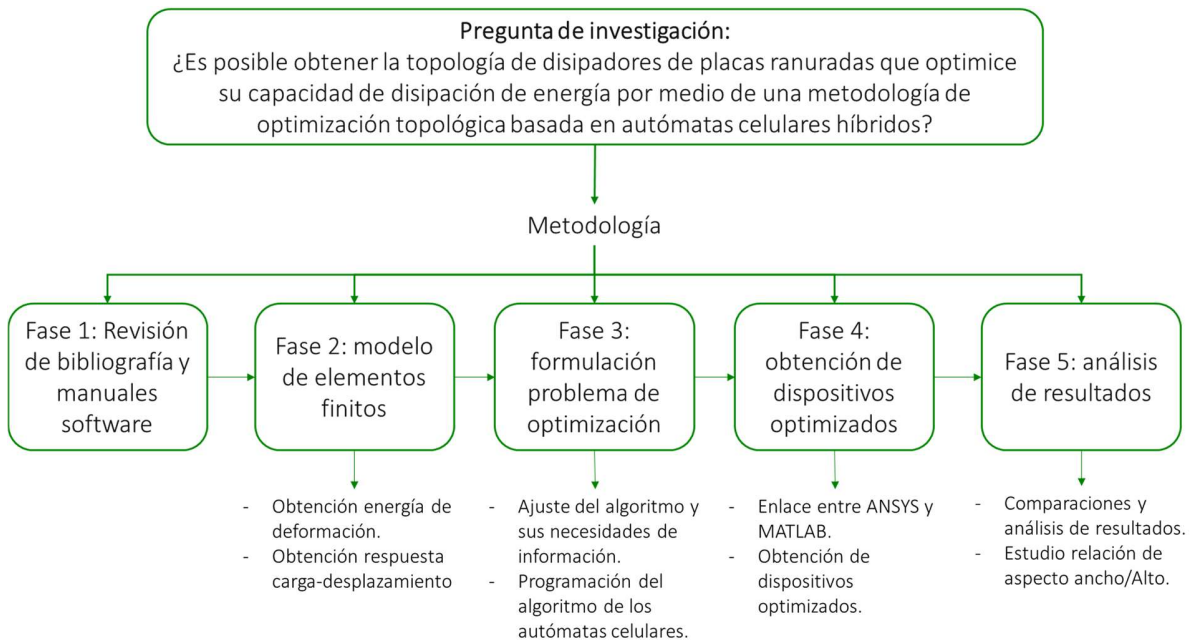 Pregunta de investigación:
¿Es posible obtener la topología de disipadores de placas ranuradas que optimice
su capacidad de disipación de energía por medio de una metodología de
optimización topológica basada en autómatas celulares híbridos?
Metodología
Fase 1: Revisión
de bibliografía y
manuales
software
Fase 2: modelo
de elementos
finitos
Fase 3:
formulación
problema de
optimización
Fase 4:
obtención de
dispositivos
optimizados
Fase 5: análisis
de resultados
- Obtención energía de
deformación.
- Obtención respuesta
carga-desplazamiento
- Ajuste del algoritmo y
sus necesidades de
información.
- Programación del
algoritmo de los
autómatas celulares.
- Enlace entre ANSYS y
MATLAB.
- Obtención de
dispositivos
optimizados.
- Comparaciones y
análisis de resultados.
- Estudio relación de
aspecto ancho/Alto.